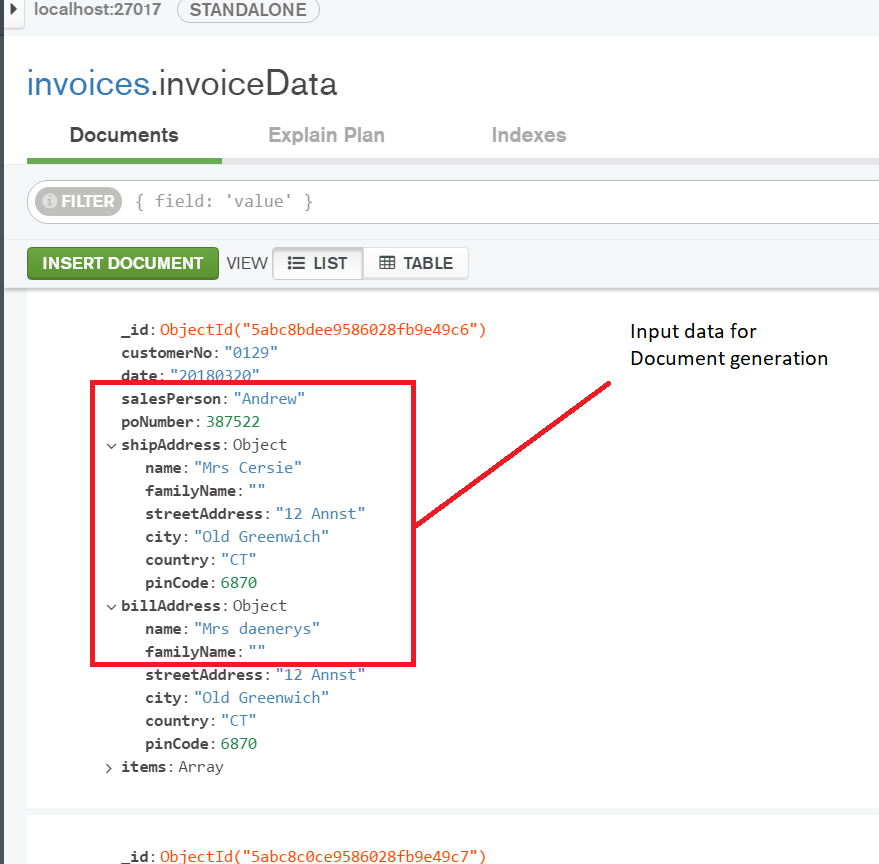 localhost:27017 STANDALONE
invoices.invoiceData
Documents Explain Plan Indexes
FILTER { field: 'value' }
INSERT DOCUMENT VIEW LIST TABLE
_id: ObjectId("5abc8bdee9586028fb9e49c6")
customerNo: "0129"
date: "20180320"
salesPerson: "Andrew"
poNumber: 387522
shipAddress: Object
name: "Mrs Cersie"
familyName: ""
streetAddress: "12 Annst"
city: "Old Greenwich"
country: "CT"
pinCode: 6870
billAddress: Object
name: "Mrs daenerys"
familyName: ""
streetAddress: "12 Annst"
city: "Old Greenwich"
country: "CT"
pinCode: 6870
items: Array
Input data for
Document generation
_id: ObjectId("5abc8c0ce9586028fb9e49c7")